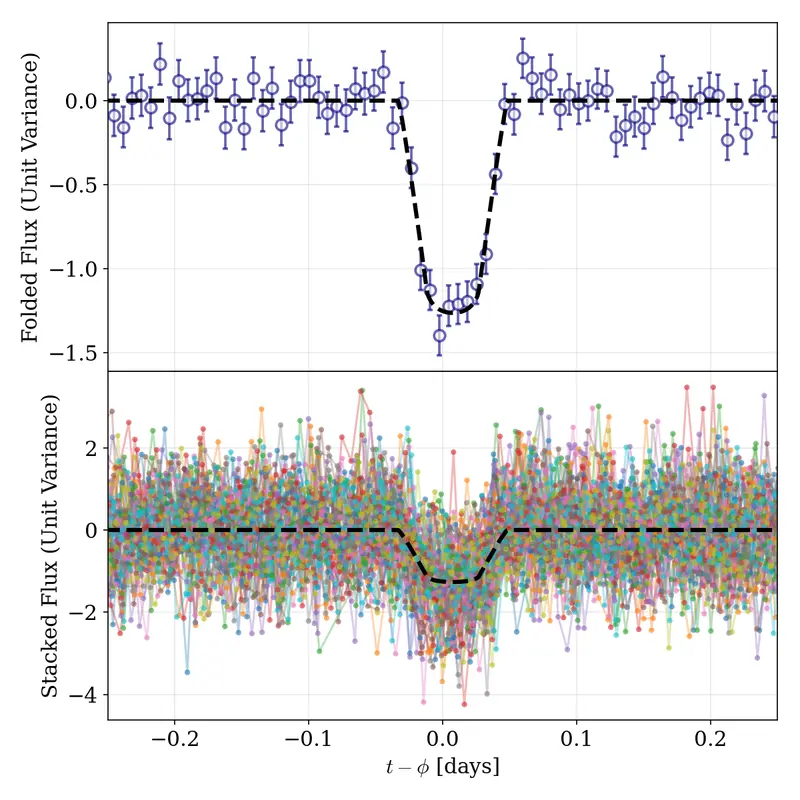 Folded Flux (Unit Variance)
0.0
−0.5
−1.0
−1.5
Stacked Flux (Unit Variance)
2
0
−2
−4
−0.2 −0.1 0.0 0.1 0.2
t − ϕ [days]